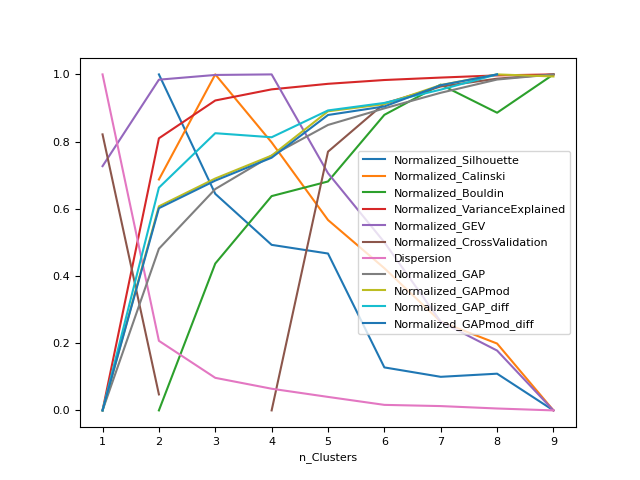 1.0
0.8
0.6
0.4
0.2
0.0
Normalized_Silhouette
Normalized_Calinski
Normalized_Bouldin
Normalized_VarianceExplained
Normalized_GEV
Normalized_CrossValidation
Dispersion
Normalized_GAP
Normalized_GAPmod
Normalized_GAP_diff
Normalized_GAPmod_diff
1 2 3 4 5 6 7 8 9
n_Clusters